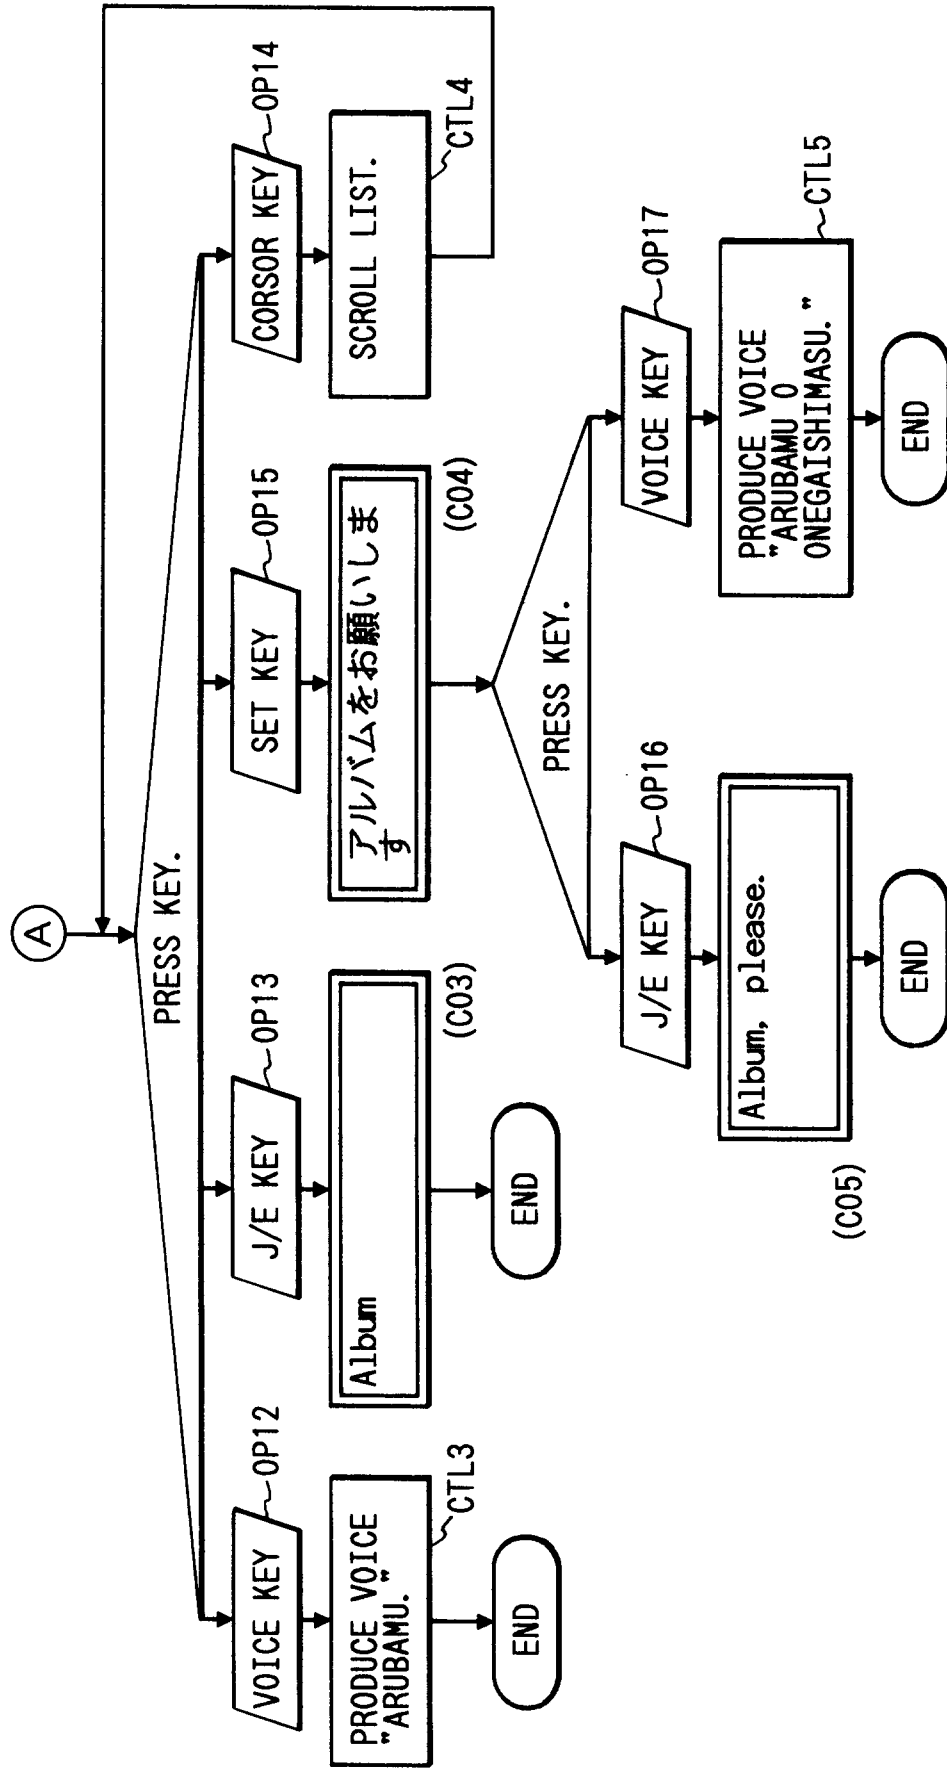 A
PRESS KEY.
VOICE KEY
OP12
J/E KEY
OP13
SET KEY
OP15
CORSOR KEY
OP14
PRODUCE VOICE
"ARUBAMU."
CTL3
Album
(C03)
アルバムをお願いしま
す
(C04)
SCROLL LIST.
CTL4
END
END
PRESS KEY.
J/E KEY
OP16
VOICE KEY
OP17
Album, please.
(C05)
PRODUCE VOICE
"ARUBAMU O
ONEGAISHIMASU."
CTL5
END
END